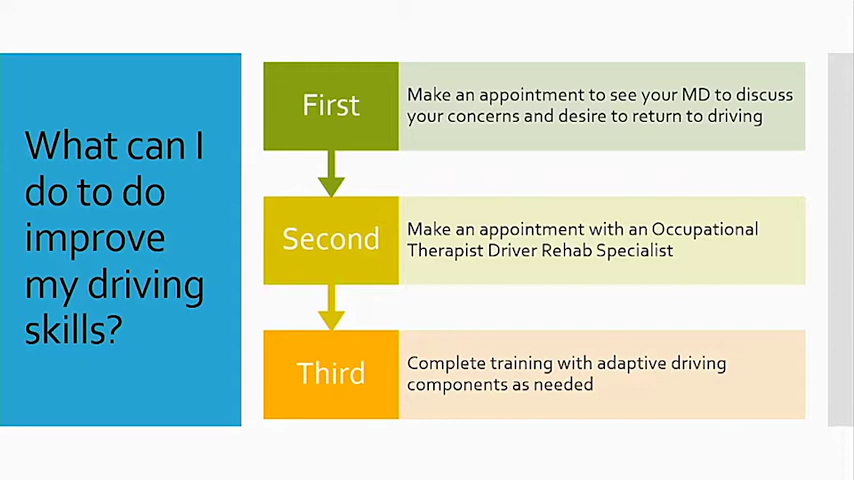 What can I
do to do
improve
my driving
skills?
First
Make an appointment to see your MD to discuss
your concerns and desire to return to driving
Second
Make an appointment with an Occupational
Therapist Driver Rehab Specialist
Third
Complete training with adaptive driving
components as needed